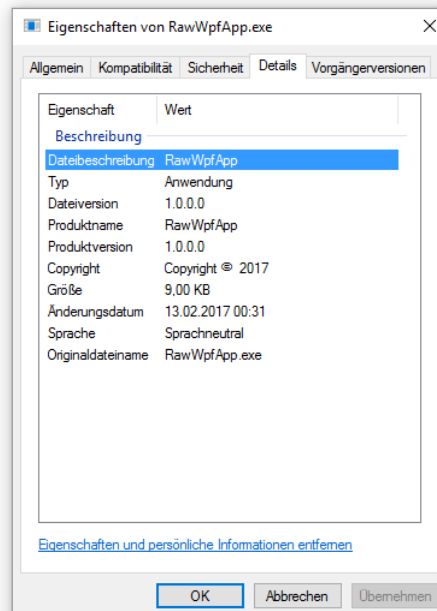 Eigenschaften von RawWpfApp.exe
Allgemein Kompatibilität Sicherheit Details Vorgängerversionen
Eigenschaft Wert
Beschreibung
Dateibeschreibung RawWpfApp
Typ Anwendung
Dateiversion 1.0.0.0
Produktname RawWpfApp
Produktversion 1.0.0.0
Copyright Copyright © 2017
Größe 9,00 KB
Änderungsdatum 13.02.2017 00:31
Sprache Sprachneutral
Originaldateiname RawWpfApp.exe
Eigenschaften und persönliche Informationen entfernen
OK Abbrechen Übernehmen